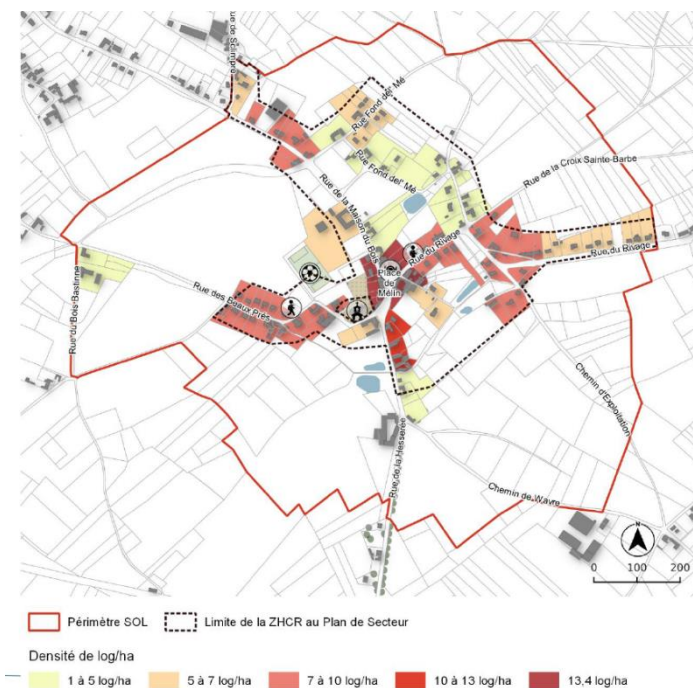 Rue de Sclimpré
Rue Fond del' Mé
Rue Fond del' Mé
Rue de la Croix Sainte-Barbe
Rue de la Maison du Bois
Rue du Rivage
Rue du Rivage
Place
de
Mélin
Rue des Beaux Prés
Rue du Bois-Bastinne
Chemin d'Exploitation
Rue de la Hesserée
Chemin de Wavre
N
0 100 200
Périmètre SOL
Limite de la ZHCR au Plan de Secteur
Densité de log/ha
1 à 5 log/ha
5 à 7 log/ha
7 à 10 log/ha
10 à 13 log/ha
13,4 log/ha